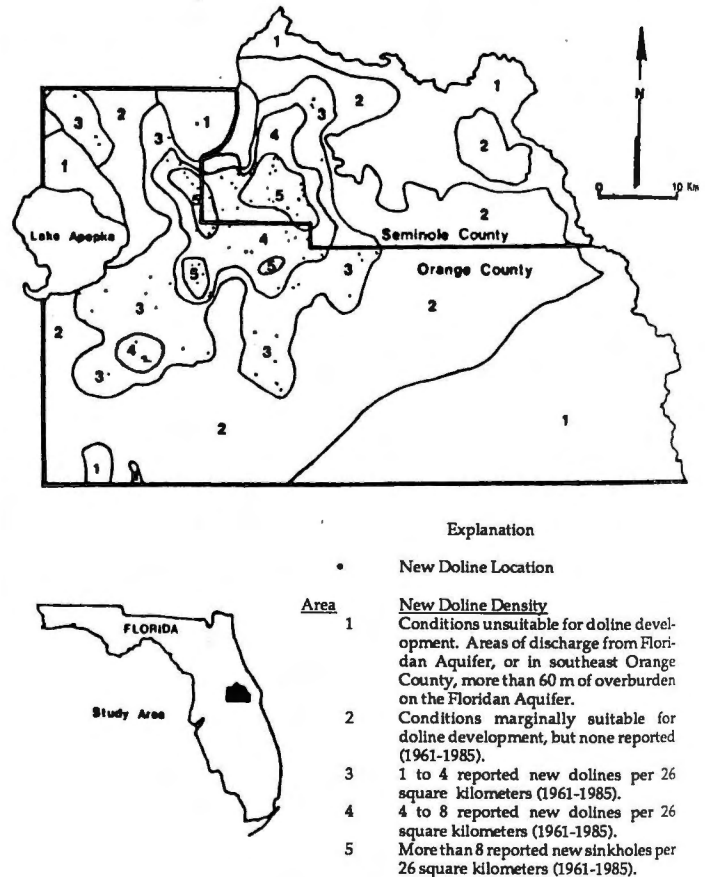 1
N
2
1
3
2
3
1
3
4
2
1
5
5
0 10 Km
2
Lake Apopka
4
Seminole County
5
5
3
Orange County
2
3
2
4
3
3
2
1
1
Explanation
• New Doline Location
Area New Doline Density
1 Conditions unsuitable for doline devel-
opment. Areas of discharge from Flori-
dan Aquifer, or in southeast Orange
County, more than 60 m of overburden
on the Floridan Aquifer.
2 Conditions marginally suitable for
doline development, but none reported
(1961-1985).
3 1 to 4 reported new dolines per 26
square kilometers (1961-1985).
4 4 to 8 reported new dolines per 26
square kilometers (1961-1985).
5 More than 8 reported new sinkholes per
26 square kilometers (1961-1985).
FLORIDA
Study Area